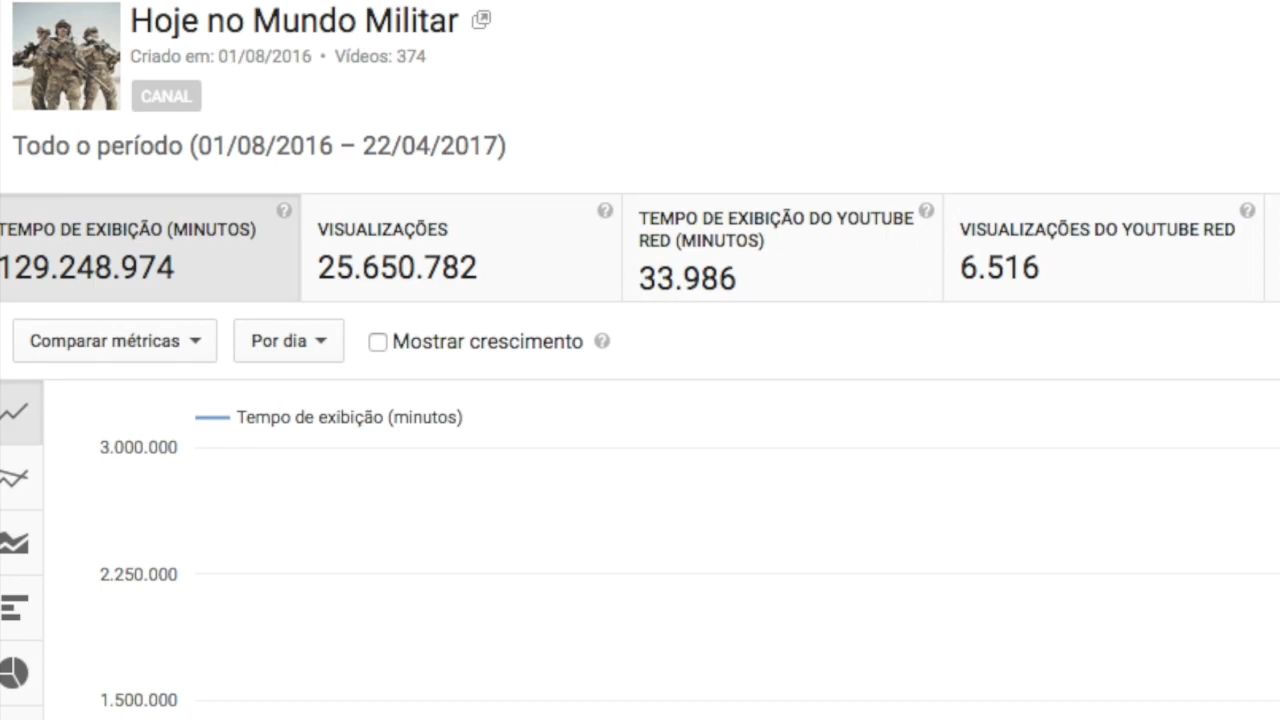 Hoje no Mundo Militar
Criado em: 01/08/2016 • Vídeos: 374
CANAL
Todo o período (01/08/2016 – 22/04/2017)
TEMPO DE EXIBIÇÃO (MINUTOS)
129.248.974
VISUALIZAÇÕES
25.650.782
TEMPO DE EXIBIÇÃO DO YOUTUBE
RED (MINUTOS)
33.986
VISUALIZAÇÕES DO YOUTUBE RED
6.516
Comparar métricas
Por dia
Mostrar crescimento
Tempo de exibição (minutos)
3.000.000
2.250.000
1.500.000